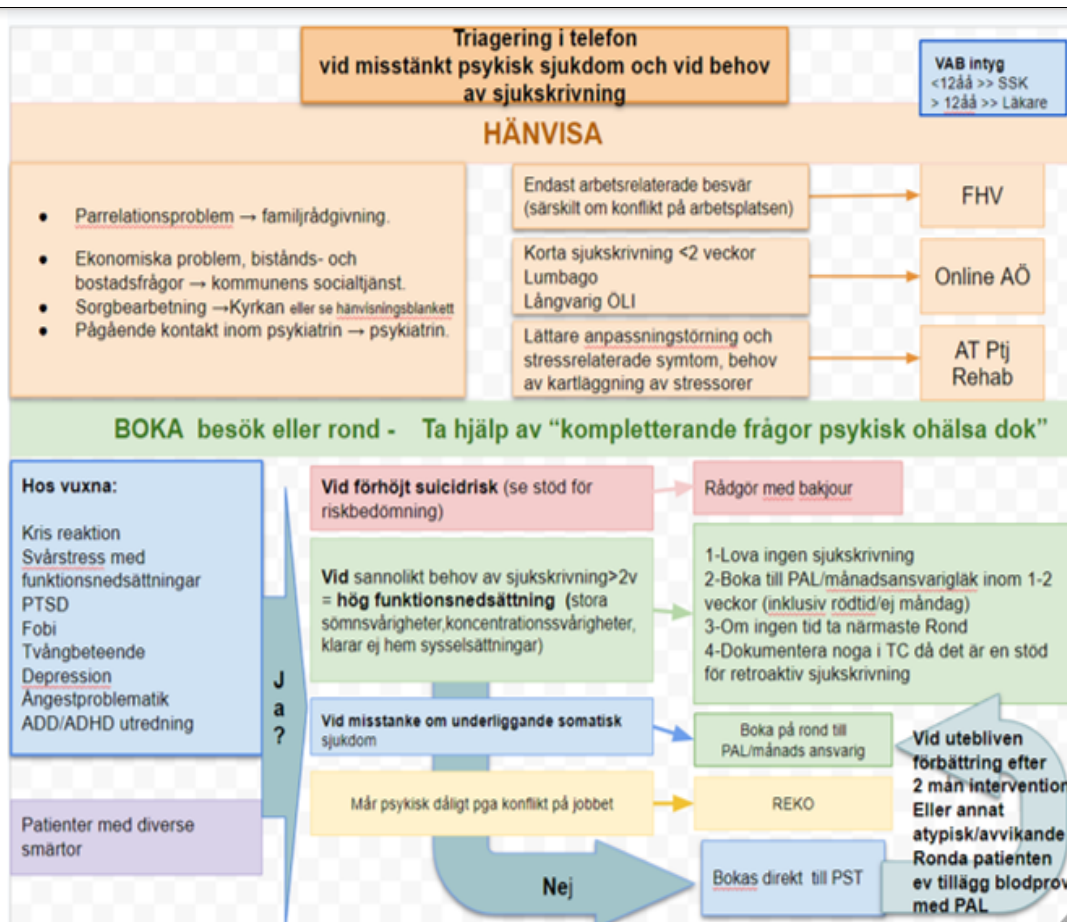 Triagering i telefon
vid misstänkt psykisk sjukdom och vid behov
av sjukskrivning
VAB intyg
<12åå >> SSK
> 12åå >> Läkare
HÄNVISA
● Parrelationsproblem → familjrådgivning.
● Ekonomiska problem, bistånds- och
bostadsfrågor → kommunens socialtjänst.
● Sorgbearbetning →Kyrkan eller se hänvisningsblankett
● Pågående kontakt inom psykiatrin → psykiatrin.
Endast arbetsrelaterade besvär
(särskilt om konflikt på arbetsplatsen)
FHV
Korta sjukskrivning <2 veckor
Lumbago
Långvarig ÖLI
Online AÖ
Lättare anpassningstörning och
stressrelaterade symtom, behov
av kartläggning av stressorer
AT Ptj
Rehab
BOKA besök eller rond - Ta hjälp av “kompletterande frågor psykisk ohälsa dok”
Hos vuxna:
Kris reaktion
Svårstress med
funktionsnedsättningar
PTSD
Fobi
Tvångbeteende
Depression
Ångestproblematik
ADD/ADHD utredning
Patienter med diverse
smärtor
J
a
?
Vid förhöjt suicidrisk (se stöd för
riskbedömning)
Rådgör med bakjour
Vid sannolikt behov av sjukskrivning>2v
= hög funktionsnedsättning (stora
sömnsvårigheter,koncentrationssvårigheter,
klarar ej hem sysselsättningar)
1-Lova ingen sjukskrivning
2-Boka till PAL/månadsansvarigläk inom 1-2
veckor (inklusiv rödtid/ej måndag)
3-Om ingen tid ta närmaste Rond
4-Dokumentera noga i TC då det är en stöd
för retroaktiv sjukskrivning
Vid misstanke om underliggande somatisk
sjukdom
Boka på rond till
PAL/månads ansvarig
Mår psykisk dåligt pga konflikt på jobbet
REKO
Nej
Bokas direkt till PST
Vid utebliven
förbättring efter
2 mån intervention
Eller annat
atypisk/avvikande
Ronda patienten
ev tillägg blodprov
med PAL